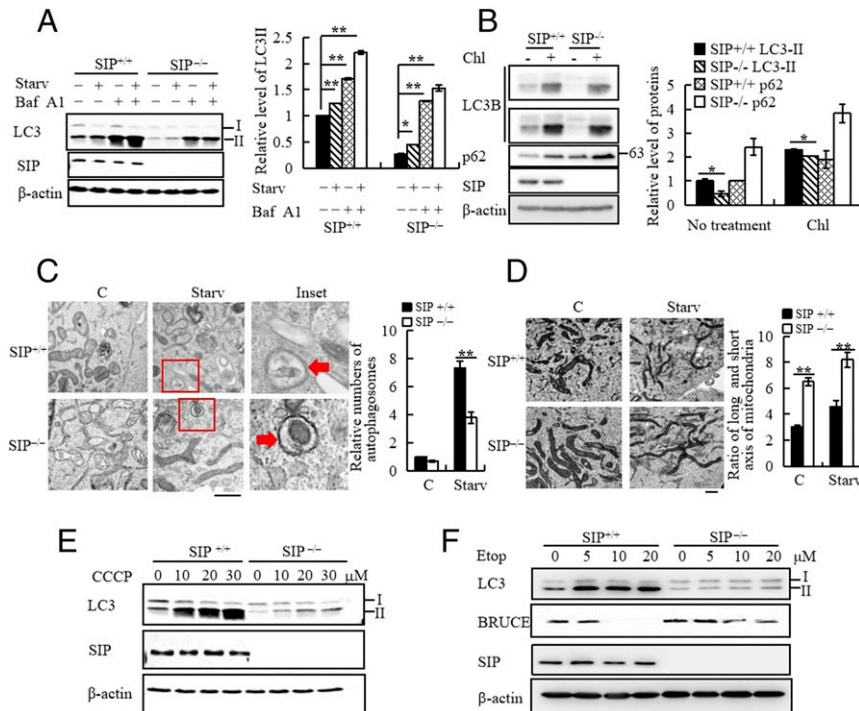 A
SIP+/+ SIP−/−
Starv - + - + - + - +
Baf A1 - - + + - - + +
LC3
I
II
SIP
β-actin
Relative level of LC3II
2.5
2
1.5
1
0.5
0
** ** ** ** ** *
Starv − + − + − + − +
Baf A1 − − + + − − + +
SIP+/+ SIP−/−
B
SIP+/+ SIP-/-
Chl - + - +
LC3B
p62
63
SIP
β-actin
SIP+/+ LC3-II
SIP-/- LC3-II
SIP+/+ p62
SIP-/- p62
Relative level of proteins
5
4
3
2
1
0
* *
No treatment Chl
C
C Starv Inset
SIP+/+
SIP−/−
SIP +/+
SIP −/−
Relative numbers of autophagosomes
10
8
6
4
2
0
**
C Starv
D
C Starv
SIP+/+
SIP−/−
SIP +/+
SIP −/−
Ratio of long and short axis of mitochondria
10
8
6
4
2
0
** **
C Starv
E
SIP +/+ SIP −/−
CCCP 0 10 20 30 0 10 20 30 μM
LC3
I
II
SIP
β-actin
F
SIP+/+ SIP−/−
Etop 0 5 10 20 0 5 10 20 μM
LC3
I
II
BRUCE
SIP
β-actin